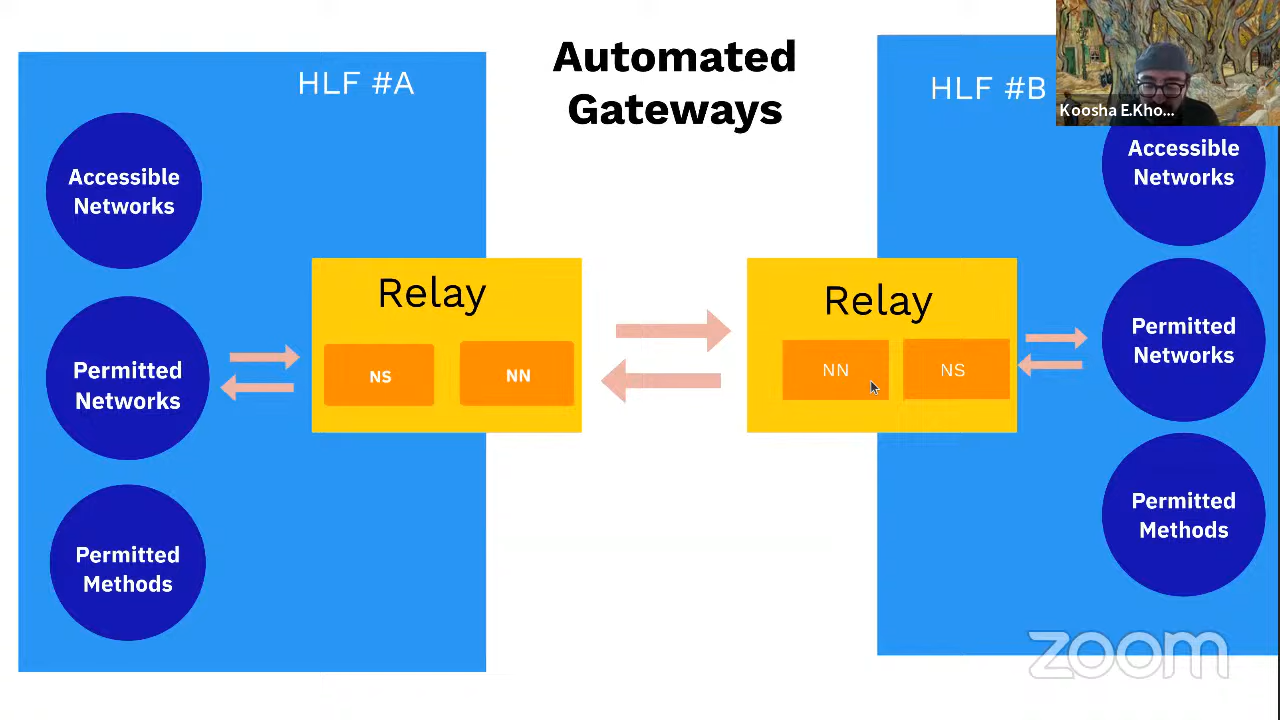 Automated
Gateways
HLF #A
Accessible
Networks
Permitted
Networks
Permitted
Methods
Relay
NS
NN
HLF #B
Koosha E.Kho...
Relay
NN
NS
Accessible
Networks
Permitted
Networks
Permitted
Methods
zoom